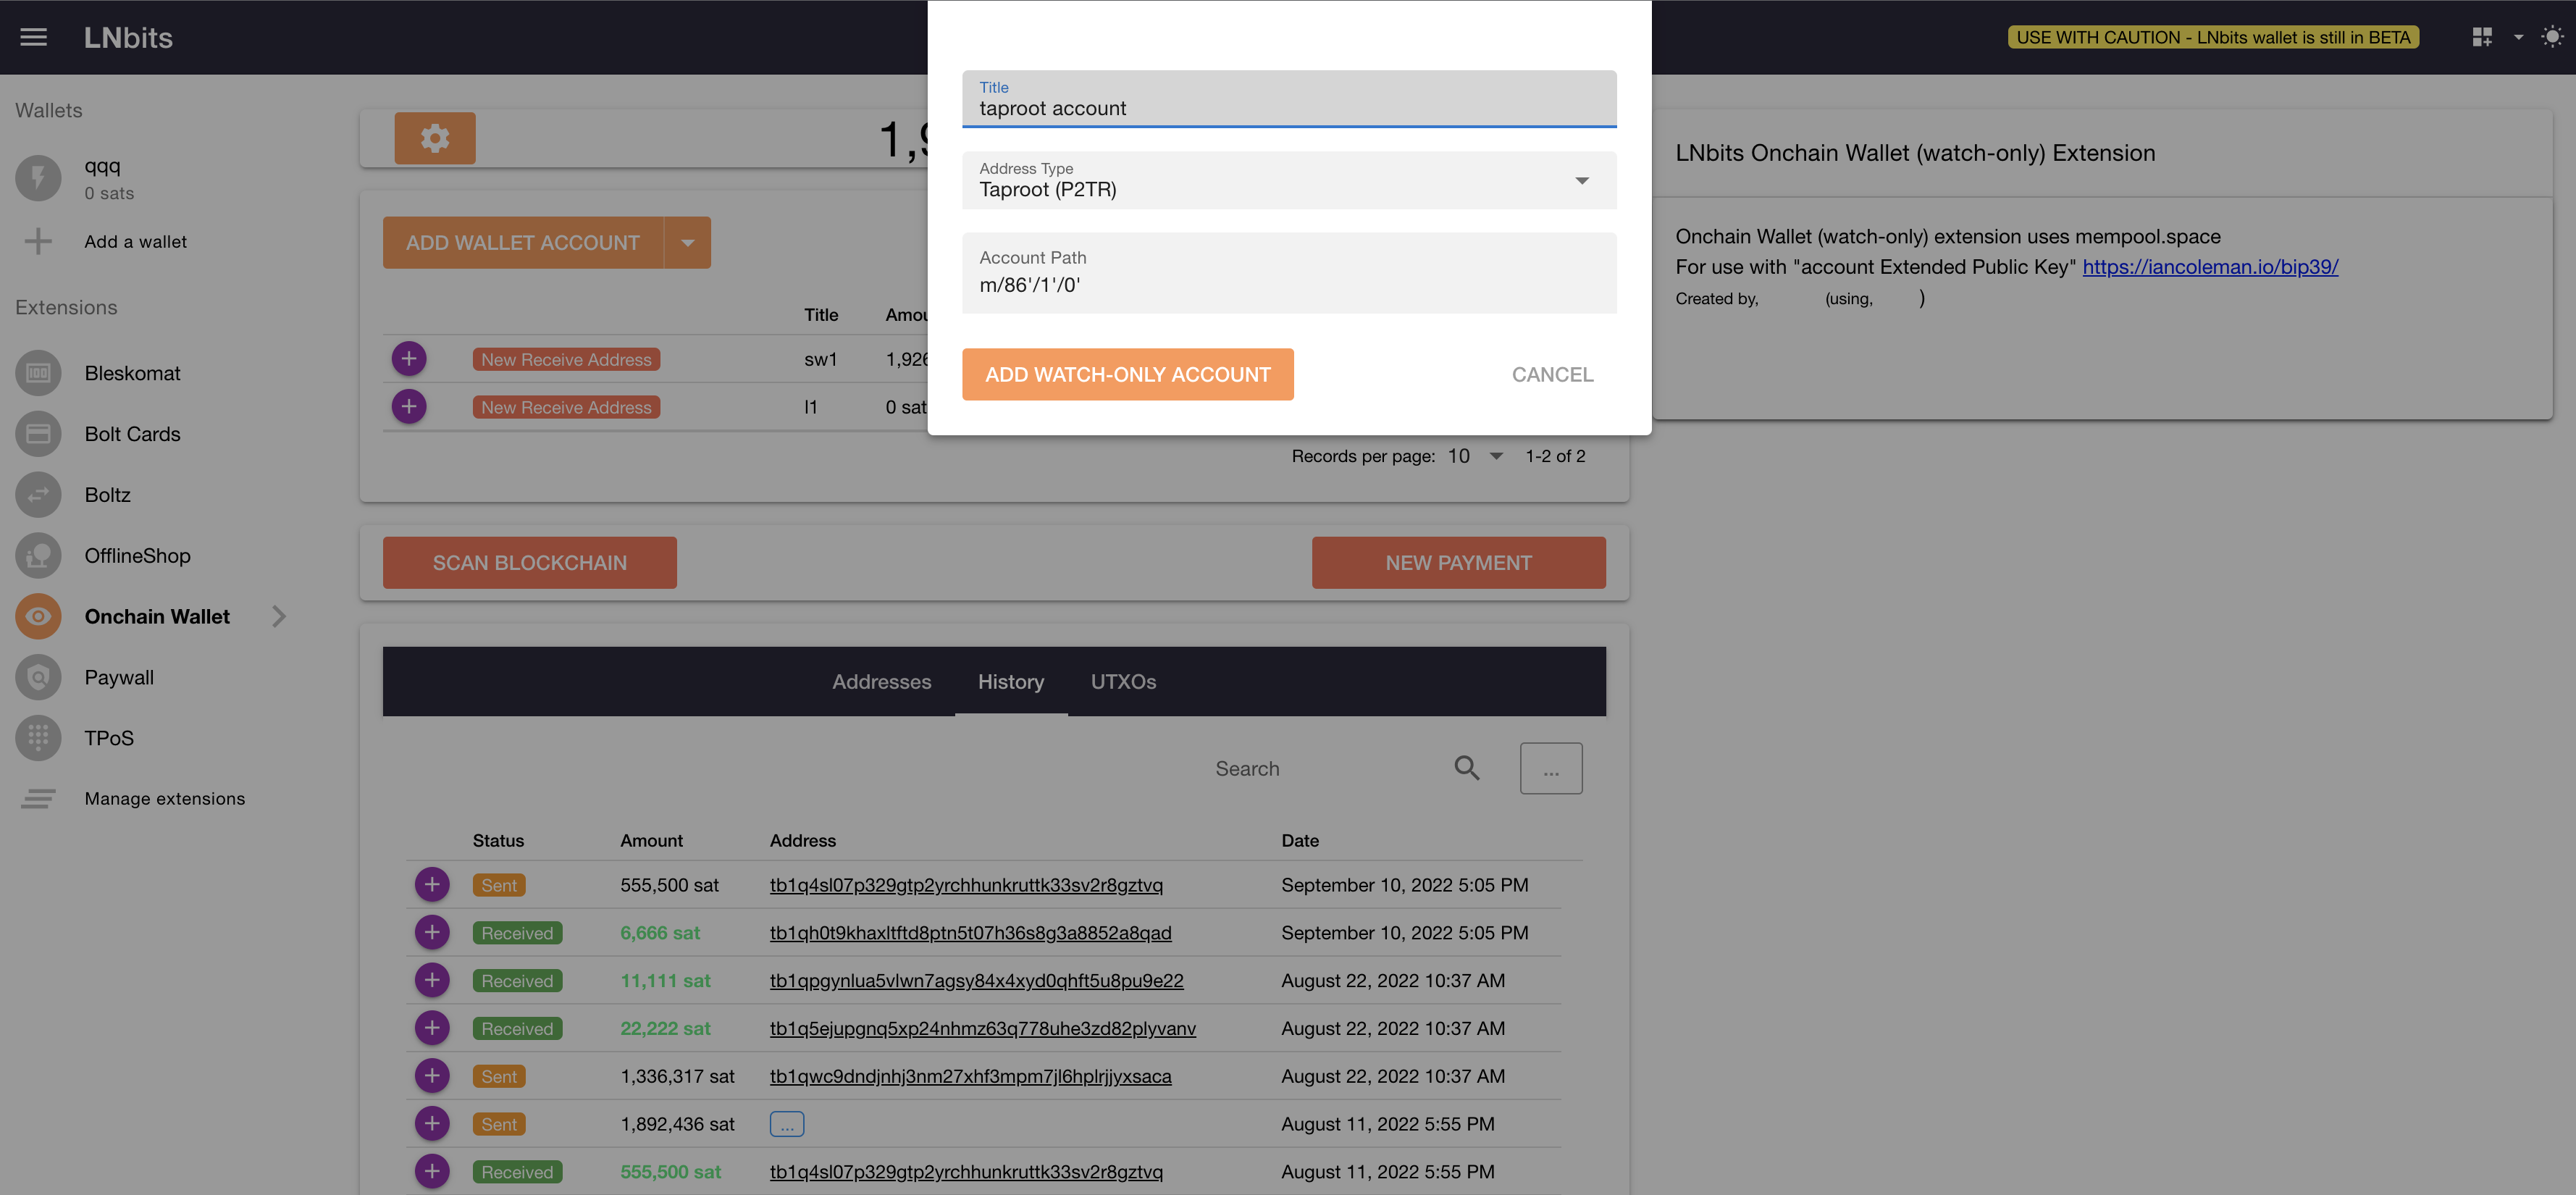 LNbits
USE WITH CAUTION - LNbits wallet is still in BETA
Wallets
qqq
0 sats
Add a wallet
Extensions
Bleskomat
Bolt Cards
Boltz
OfflineShop
Onchain Wallet
Paywall
TPoS
Manage extensions
ADD WALLET ACCOUNT
Title
New Receive Address sw1
New Receive Address l1 0 sat
Title
taproot account
Address Type
Taproot (P2TR)
Account Path
m/86'/1'/0'
ADD WATCH-ONLY ACCOUNT CANCEL
Records per page: 10 1-2 of 2
SCAN BLOCKCHAIN NEW PAYMENT
Addresses History UTXOs
Search ...
Status Amount Address Date
Sent 555,500 sat tb1q4sl07p329gtp2yrchhunkruttk33sv2r8gztvq September 10, 2022 5:05 PM
Received 6,666 sat tb1qh0t9khaxltftd8ptn5t07h36s8g3a8852a8qad September 10, 2022 5:05 PM
Received 11,111 sat tb1qpgynlua5vlwn7agsy84x4xyd0qhft5u8pu9e22 August 22, 2022 10:37 AM
Received 22,222 sat tb1q5ejupgnq5xp24nhmz63q778uhe3zd82plyvanv August 22, 2022 10:37 AM
Sent 1,336,317 sat tb1qwc9dndjnhj3nm27xhf3mpm7jl6hplrjjyxsaca August 22, 2022 10:37 AM
Sent 1,892,436 sat ... August 11, 2022 5:55 PM
Received 555,500 sat tb1q4sl07p329gtp2yrchhunkruttk33sv2r8gztvq August 11, 2022 5:55 PM
LNbits Onchain Wallet (watch-only) Extension
Onchain Wallet (watch-only) extension uses mempool.space
For use with "account Extended Public Key" https://iancoleman.io/bip39/
Created by, (using, )